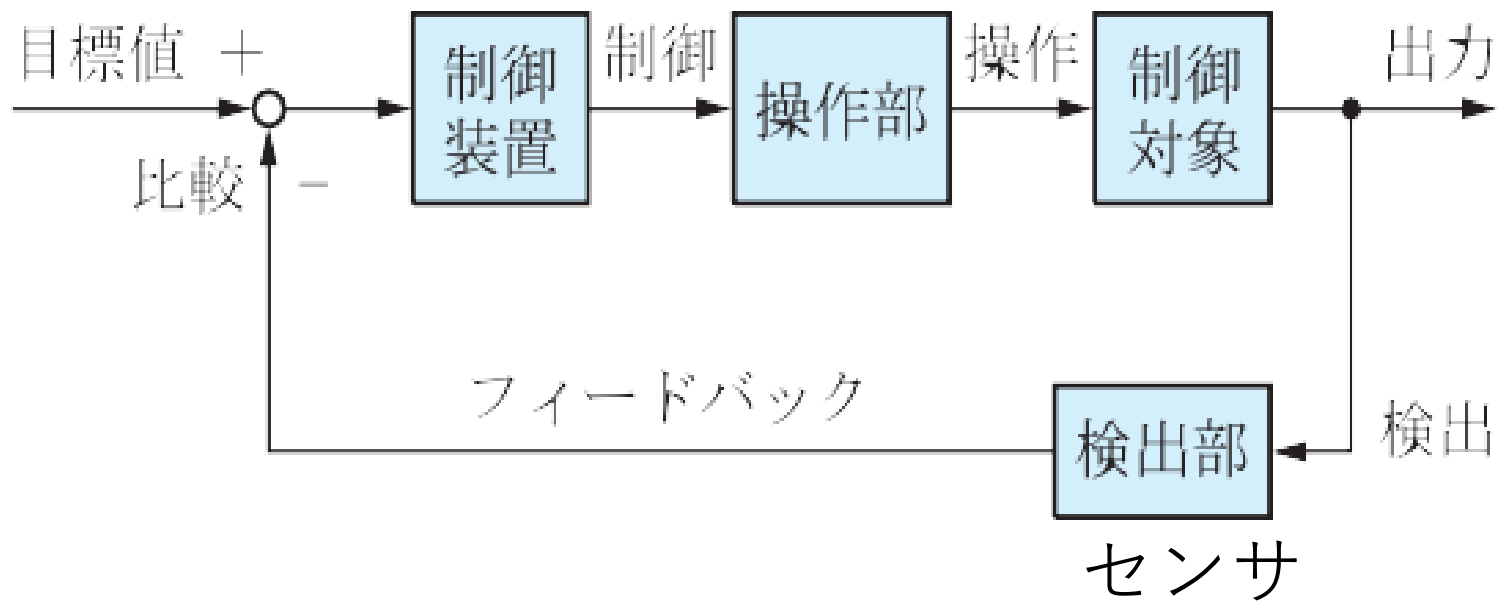 目標値 +
制御
装置
制御
操作部
操作
制御
対象
出力
比較 −
フィードバック
検出部
検出
センサ